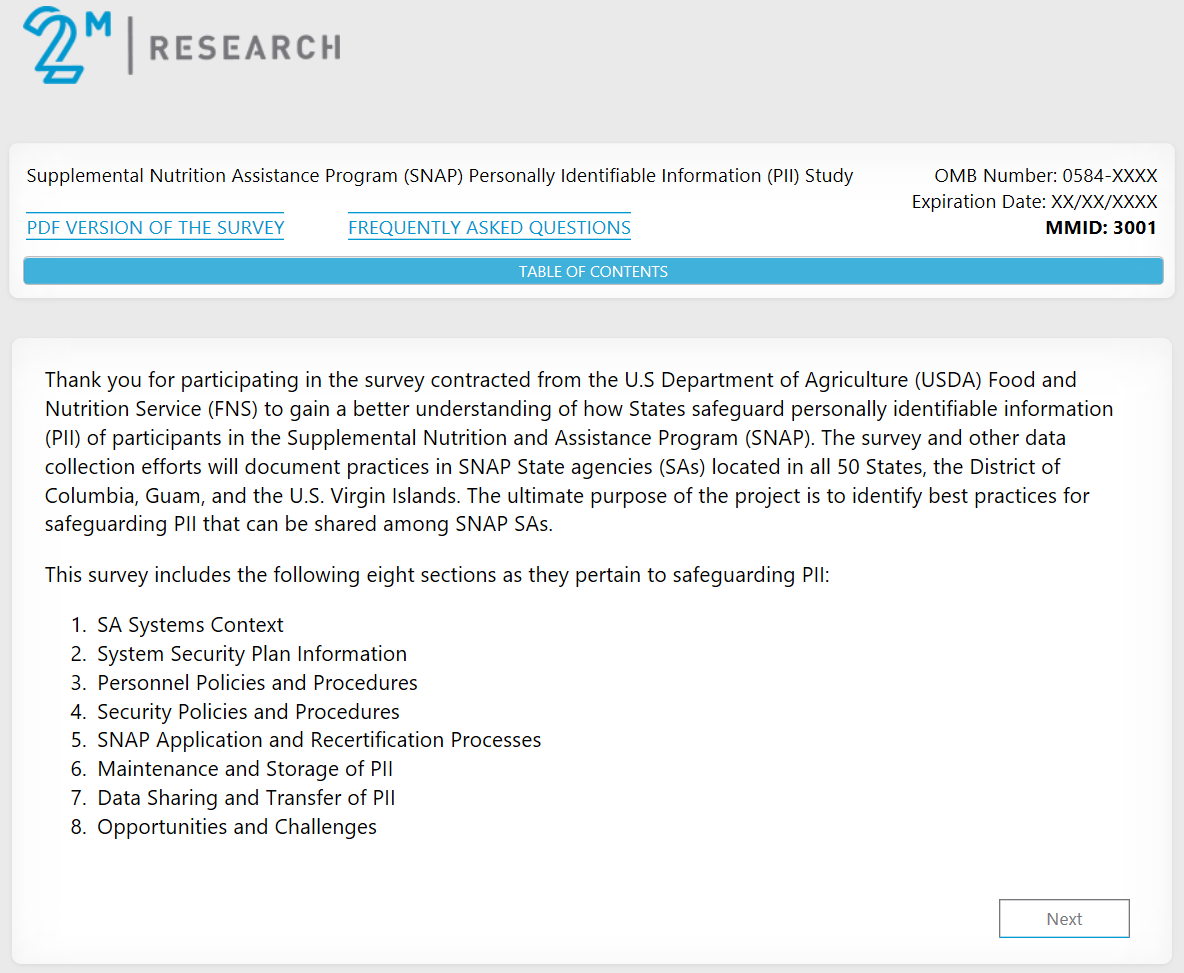 2M RESEARCH
Supplemental Nutrition Assistance Program (SNAP) Personally Identifiable Information (PII) Study
OMB Number: 0584-XXXX
Expiration Date: XX/XX/XXXX
PDF VERSION OF THE SURVEY
FREQUENTLY ASKED QUESTIONS
MMID: 3001
TABLE OF CONTENTS
Thank you for participating in the survey contracted from the U.S Department of Agriculture (USDA) Food and
Nutrition Service (FNS) to gain a better understanding of how States safeguard personally identifiable information
(PII) of participants in the Supplemental Nutrition and Assistance Program (SNAP). The survey and other data
collection efforts will document practices in SNAP State agencies (SAs) located in all 50 States, the District of
Columbia, Guam, and the U.S. Virgin Islands. The ultimate purpose of the project is to identify best practices for
safeguarding PII that can be shared among SNAP SAs.
This survey includes the following eight sections as they pertain to safeguarding PII:
1. SA Systems Context
2. System Security Plan Information
3. Personnel Policies and Procedures
4. Security Policies and Procedures
5. SNAP Application and Recertification Processes
6. Maintenance and Storage of PII
7. Data Sharing and Transfer of PII
8. Opportunities and Challenges
Next